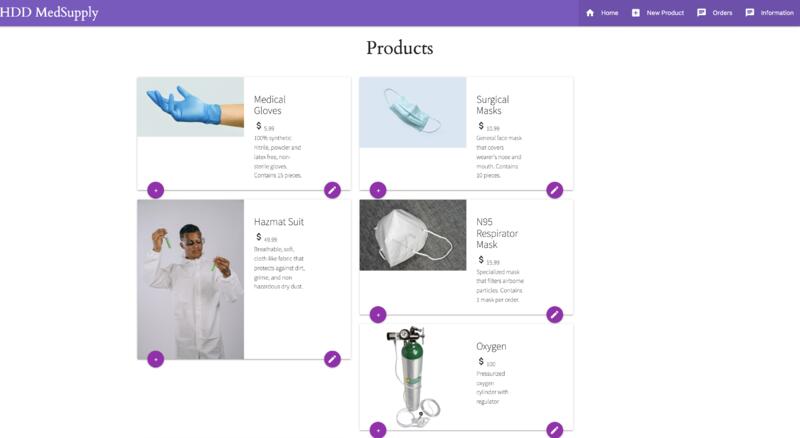 HDD MedSupply
Home
New Product
Orders
Information
Products
Medical
Gloves
$ 5.99
100% synthetic
nitrile, powder and
latex free, non-
sterile gloves.
Contains 15 pieces.
+
Surgical
Masks
$ 10.99
General face mask
that covers
wearer's nose and
mouth. Contains
10 pieces.
+
Hazmat Suit
$ 49.99
Breathable, soft,
cloth-like fabric that
protects against dirt,
grime, and non
hazardous dry dust.
+
N95
Respirator
Mask
$ 15.99
Specialized mask
that filters airborne
particles. Contains
1 mask per order.
+
Oxygen
$ 100
Pressurized
oxygen
cylinder with
regulator
+